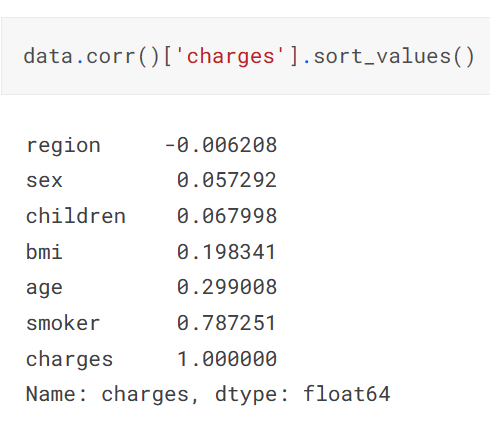 data.corr()['charges'].sort_values()
region -0.006208
sex 0.057292
children 0.067998
bmi 0.198341
age 0.299008
smoker 0.787251
charges 1.000000
Name: charges, dtype: float64